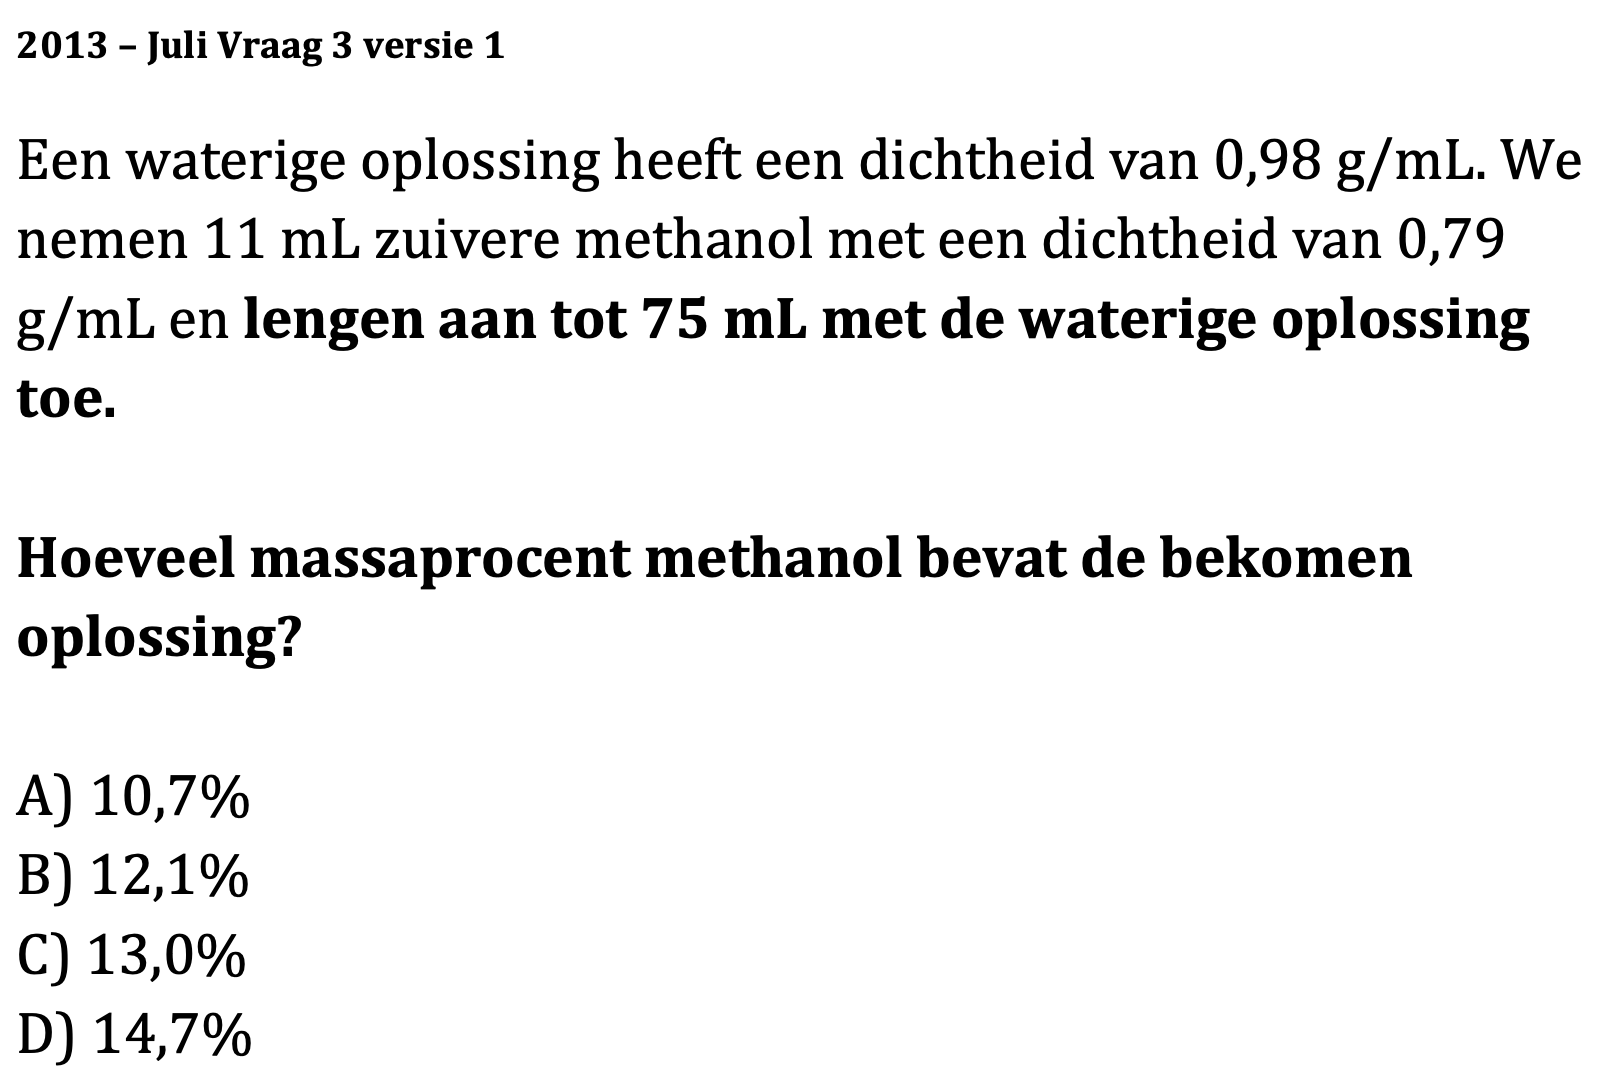 2013 – Juli Vraag 3 versie 1
Een waterige oplossing heeft een dichtheid van 0,98 g/mL. We
nemen 11 mL zuivere methanol met een dichtheid van 0,79
g/mL en lengen aan tot 75 mL met de waterige oplossing
toe.
Hoeveel massaprocent methanol bevat de bekomen
oplossing?
A) 10,7%
B) 12,1%
C) 13,0%
D) 14,7%